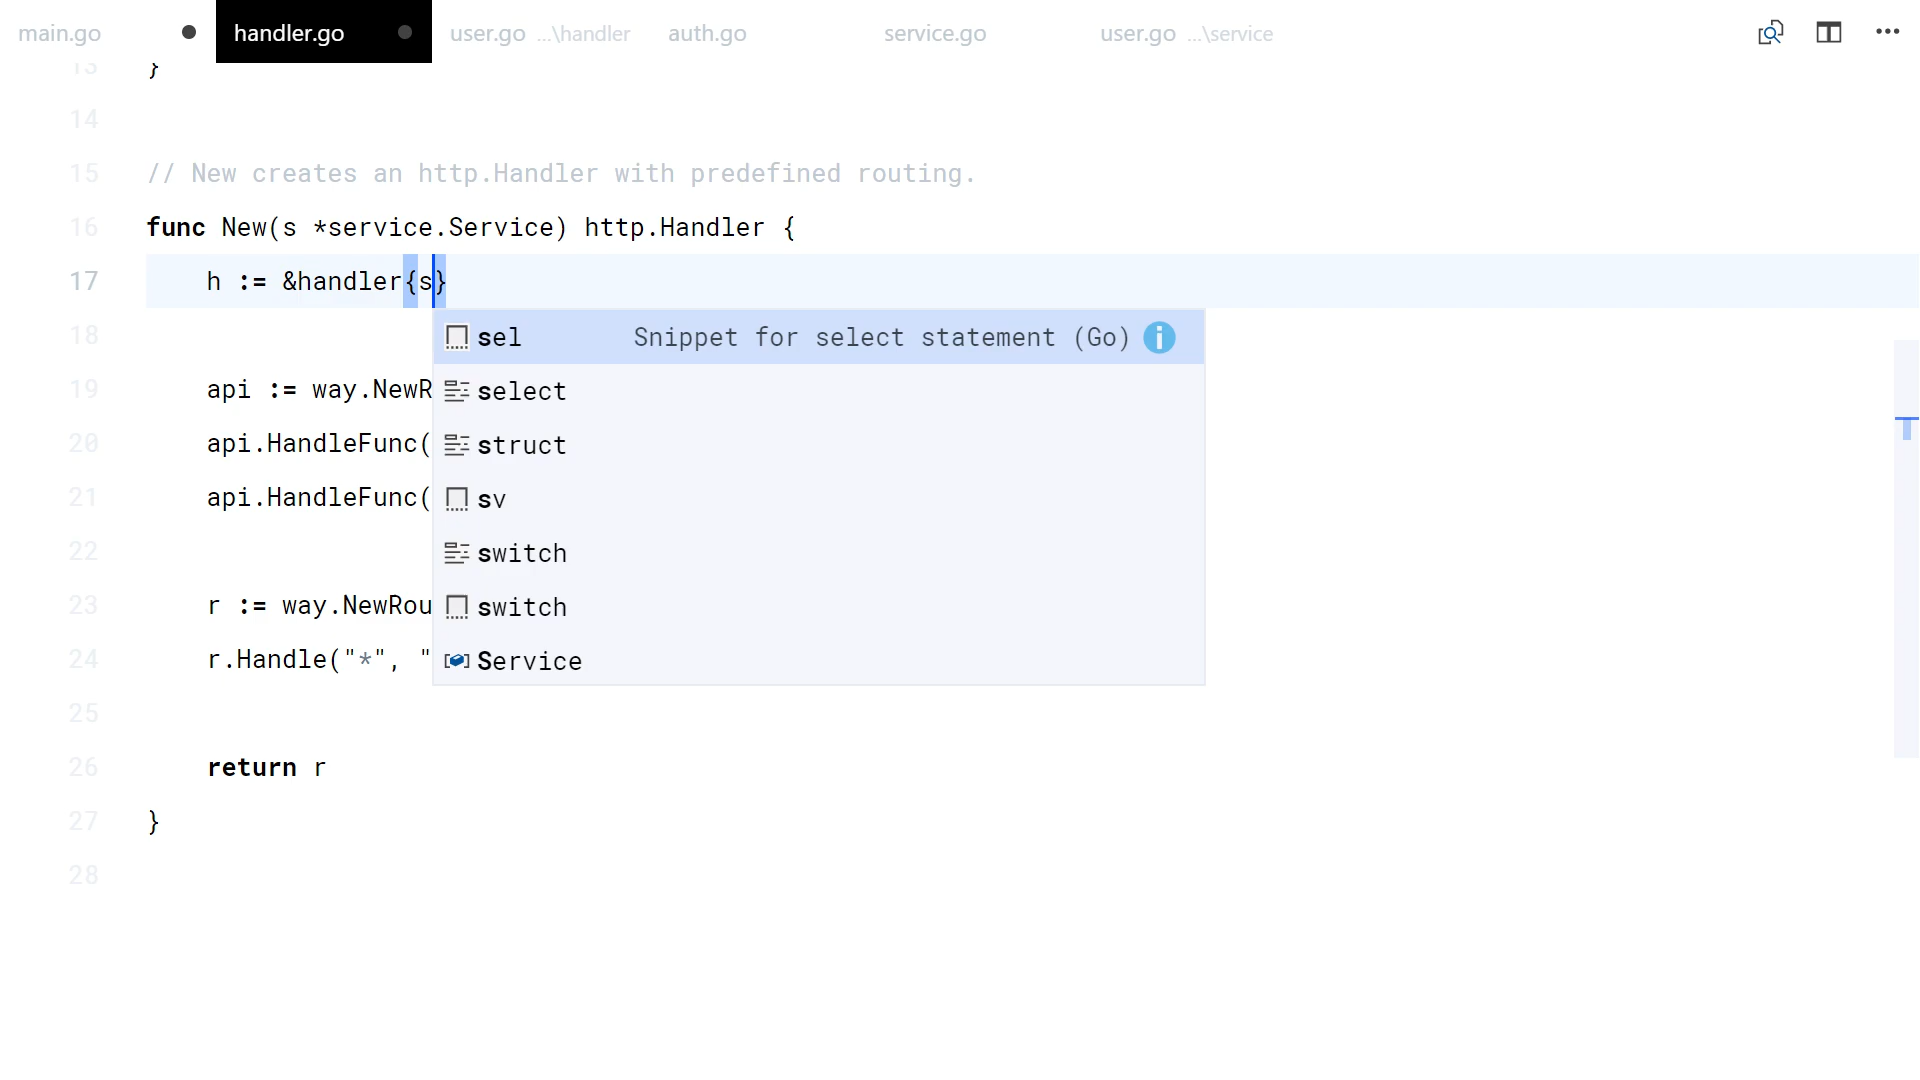 main.go handler.go user.go ...\handler auth.go service.go user.go ...\service
13 }
14
15 // New creates an http.Handler with predefined routing.
16 func New(s *service.Service) http.Handler {
17 h := &handler{s}
sel Snippet for select statement (Go)
18
select
19 api := way.NewR
struct
20 api.HandleFunc(
sv
21 api.HandleFunc(
switch
22
switch
23 r := way.NewRou
Service
24 r.Handle("*", "
25
26 return r
27 }
28